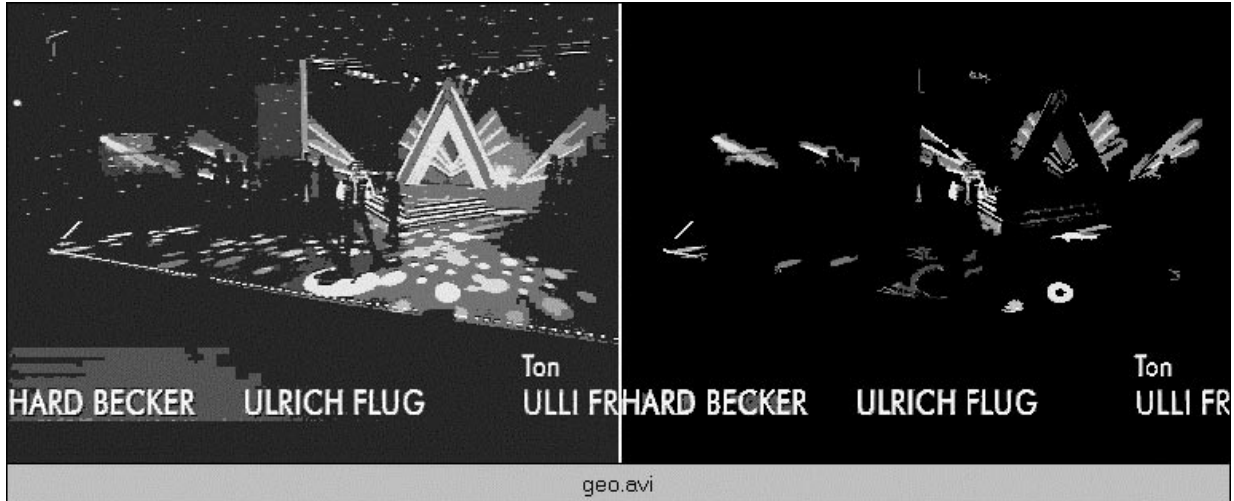 Ton
HARD BECKER ULRICH FLUG ULLI FR
Ton
HARD BECKER ULRICH FLUG ULLI FR
geo.avi